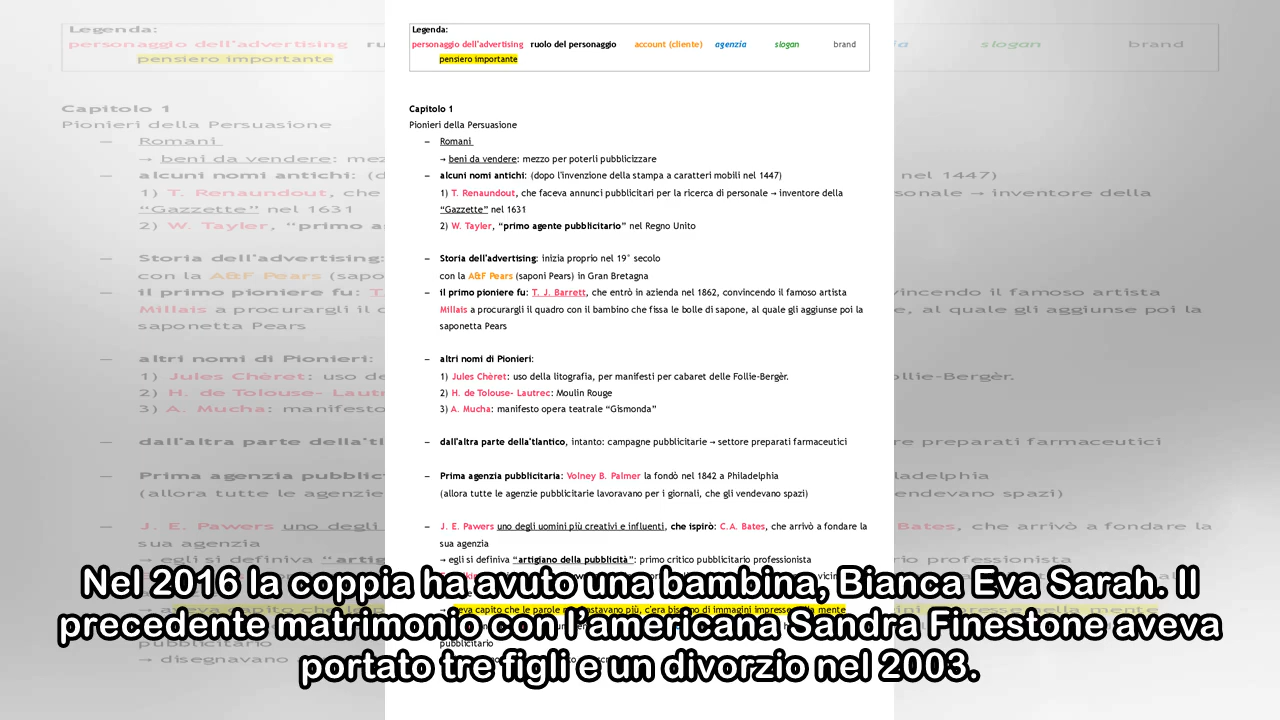 Legenda:
personaggio dell'advertising ruolo del personaggio account (cliente) agenzia slogan brand
pensiero importante
Capitolo 1
Pionieri della Persuasione
– Romani
→ beni da vendere: mezzo per poterli pubblicizzare
– alcuni nomi antichi: (dopo l'invenzione della stampa a caratteri mobili nel 1447)
1) T. Renaundout, che faceva annunci pubblicitari per la ricerca di personale → inventore della
“Gazzette” nel 1631
2) W. Tayler, “primo agente pubblicitario” nel Regno Unito
– Storia dell'advertising: inizia proprio nel 19° secolo
con la A&F Pears (saponi Pears) in Gran Bretagna
– il primo pioniere fu: T. J. Barrett, che entrò in azienda nel 1862, convincendo il famoso artista
Millais a procurargli il quadro con il bambino che fissa le bolle di sapone, al quale gli aggiunse poi la
saponetta Pears
– altri nomi di Pionieri:
1) Jules Chéret: uso della litografia, per manifesti per cabaret delle Follie-Bergèr.
2) H. de Tolouse- Lautrec: Moulin Rouge
3) A. Mucha: manifesto opera teatrale “Gismonda”
– dall'altra parte della'tlantico, intanto: campagne pubblicitarie → settore preparati farmaceutici
– Prima agenzia pubblicitaria: Volney B. Palmer la fondò nel 1842 a Philadelphia
(allora tutte le agenzie pubblicitarie lavoravano per i giornali, che gli vendevano spazi)
– J. E. Pawers uno degli uomini più creativi e influenti, che ispirò: C.A. Bates, che arrivò a fondare la
sua agenzia
→ egli si definiva “artigiano della pubblicità”: primo critico pubblicitario professionista
Nel 2016 la coppia ha avuto una bambina, Bianca Eva Sarah. Il
precedente matrimonio con l’americana Sandra Finestone aveva
portato tre figli e un divorzio nel 2003.